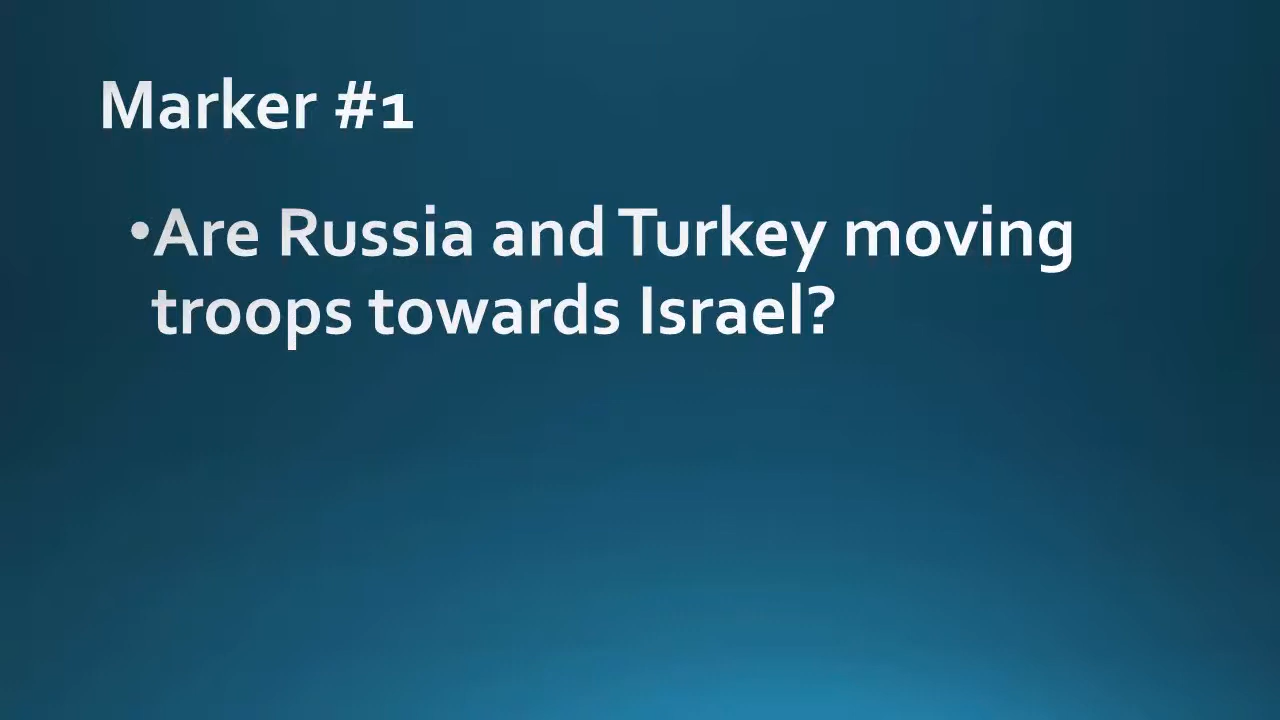 Marker #1
•Are Russia and Turkey moving
troops towards Israel?